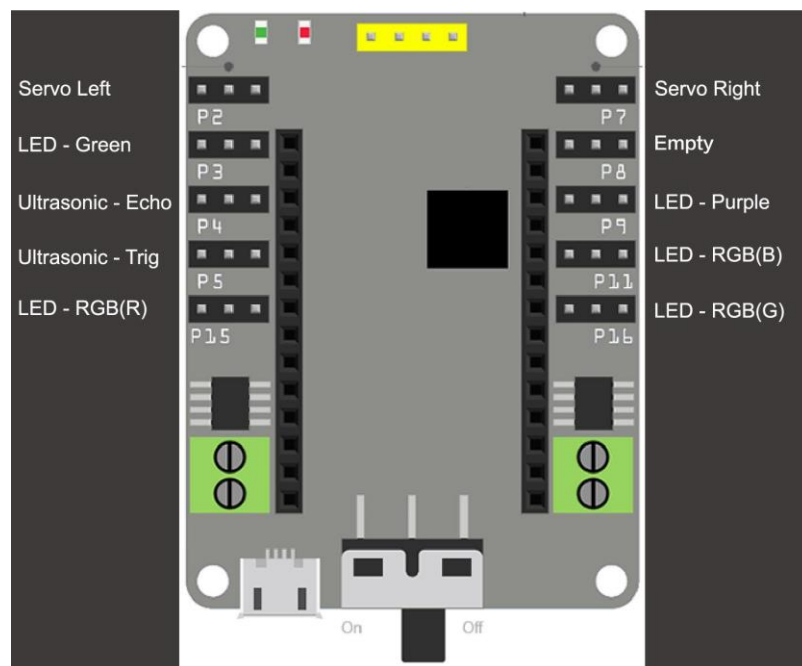 Servo Left
P2
LED - Green
P3
Ultrasonic - Echo
P4
Ultrasonic - Trig
P5
LED - RGB(R)
P15
Servo Right
P7
Empty
P8
LED - Purple
P9
LED - RGB(B)
P11
LED - RGB(G)
P16
On
Off